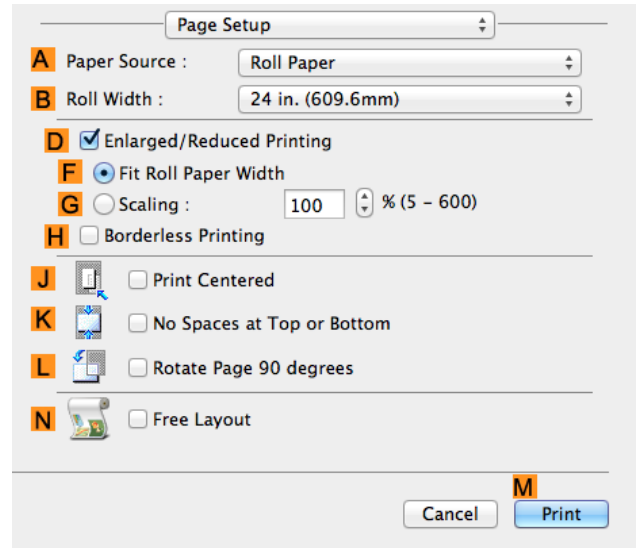 Page Setup
A Paper Source : Roll Paper
B Roll Width : 24 in. (609.6mm)
D Enlarged/Reduced Printing
F Fit Roll Paper Width
G Scaling : 100 % (5 – 600)
H Borderless Printing
J Print Centered
K No Spaces at Top or Bottom
L Rotate Page 90 degrees
N Free Layout
M
Cancel Print